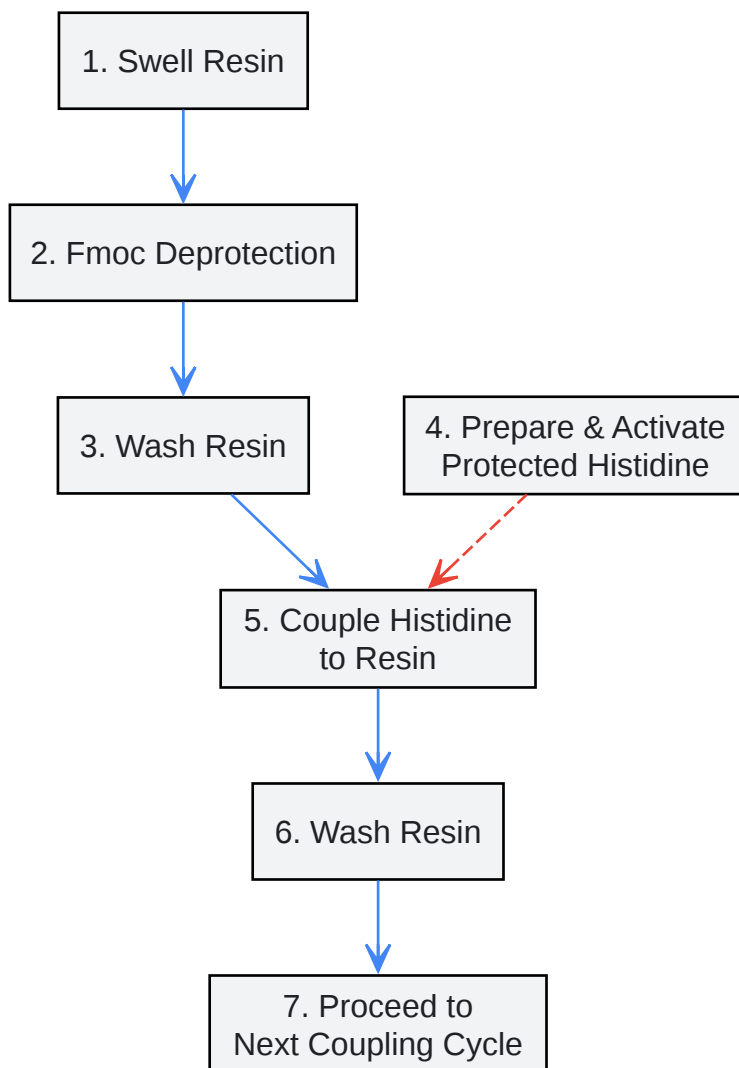 1. Swell Resin
2. Fmoc Deprotection
3. Wash Resin
4. Prepare & Activate
Protected Histidine
5. Couple Histidine
to Resin
6. Wash Resin
7. Proceed to
Next Coupling Cycle